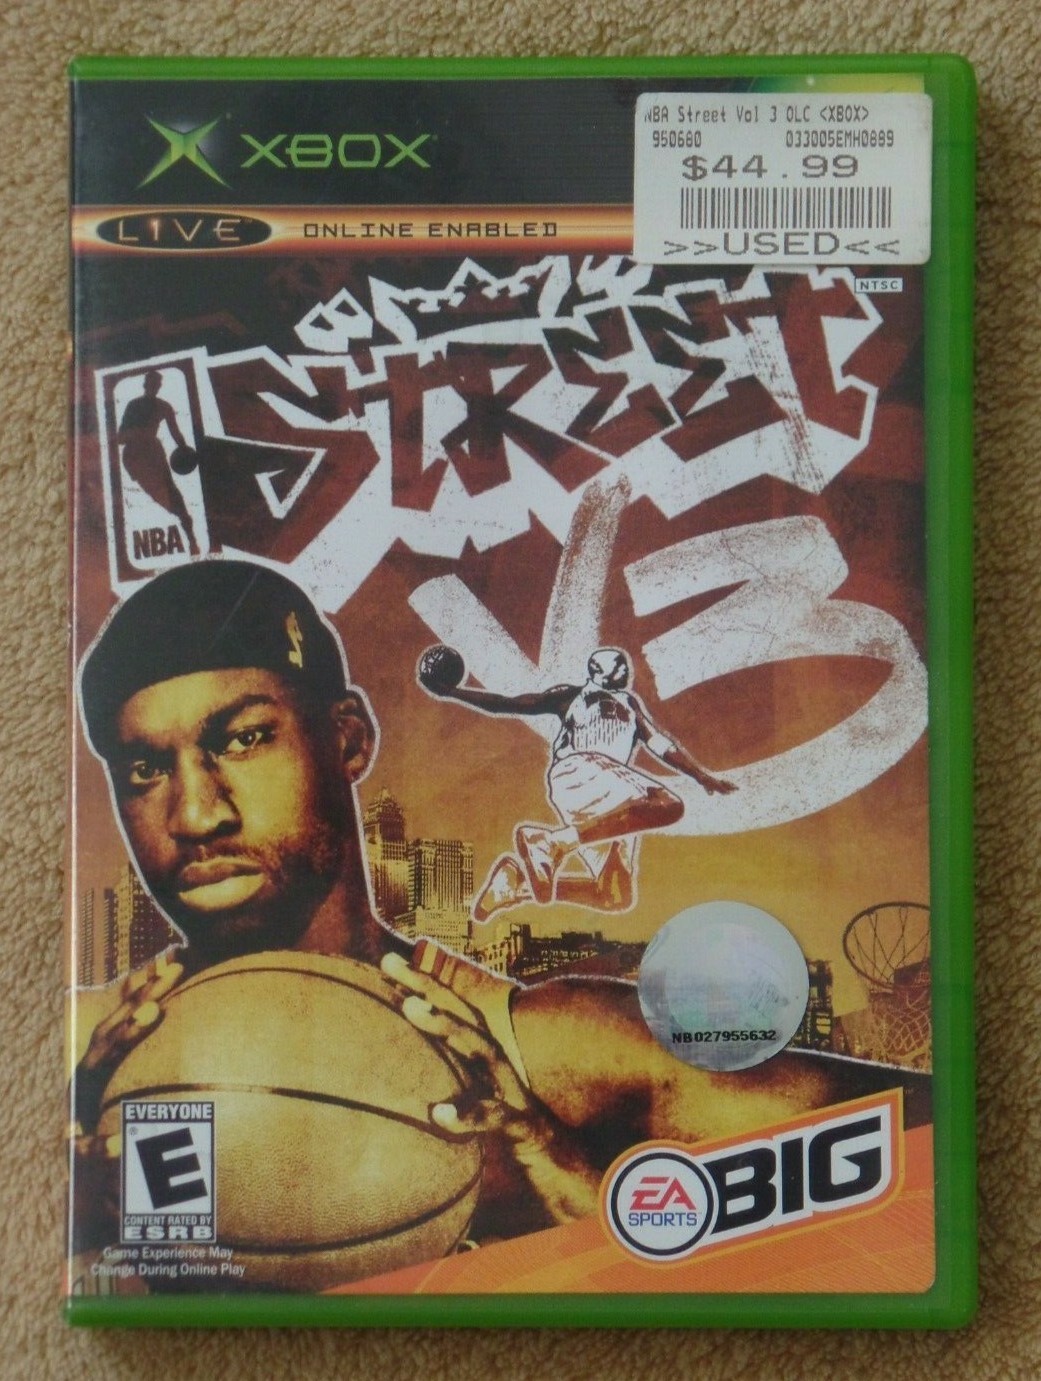 XBOX
NBA Street Vol 3 OLC <XBOX>
950680 033005EMH0889
$44.99
>>USED<<
LIVE ONLINE ENABLED
NTSC
STREET
NBA
V3
NB027955632
EVERYONE
E
CONTENT RATED BY
ESRB
Game Experience May
Change During Online Play
EA
SPORTS
BIG